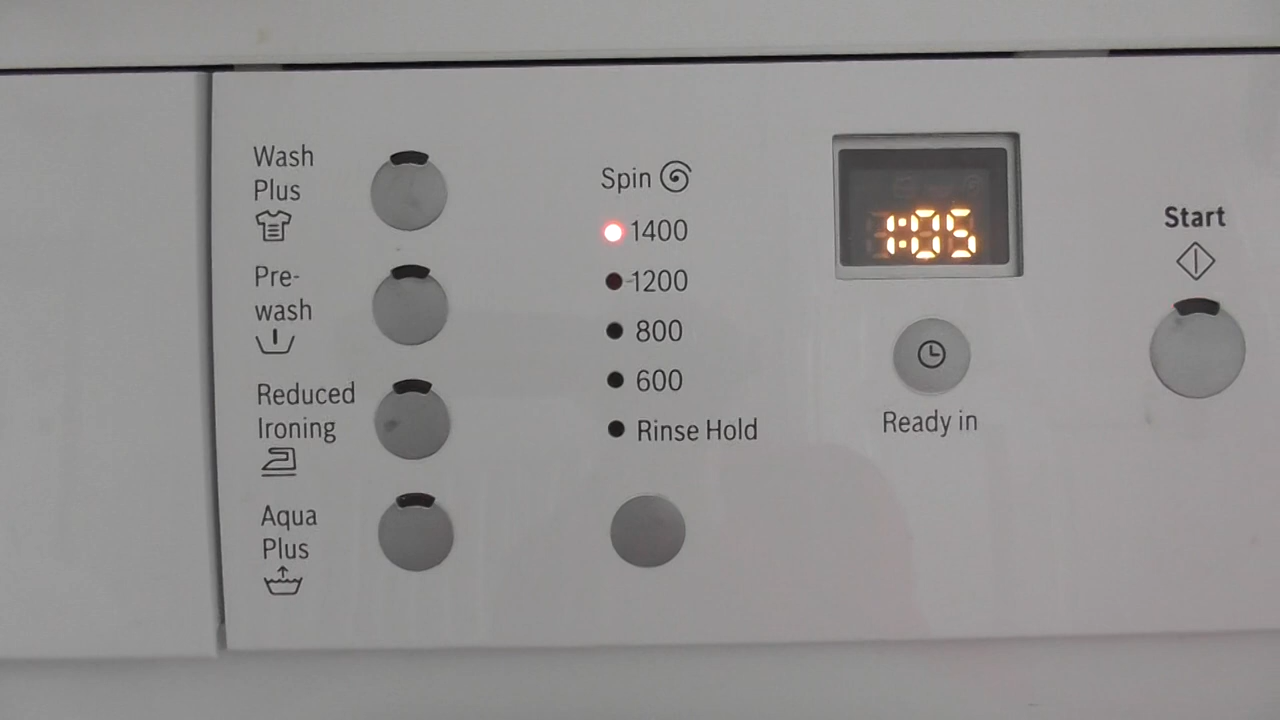 Wash
Plus
Pre-
wash
Reduced
Ironing
Aqua
Plus
Spin
1400
1200
800
600
Rinse Hold
1:05
Ready in
Start